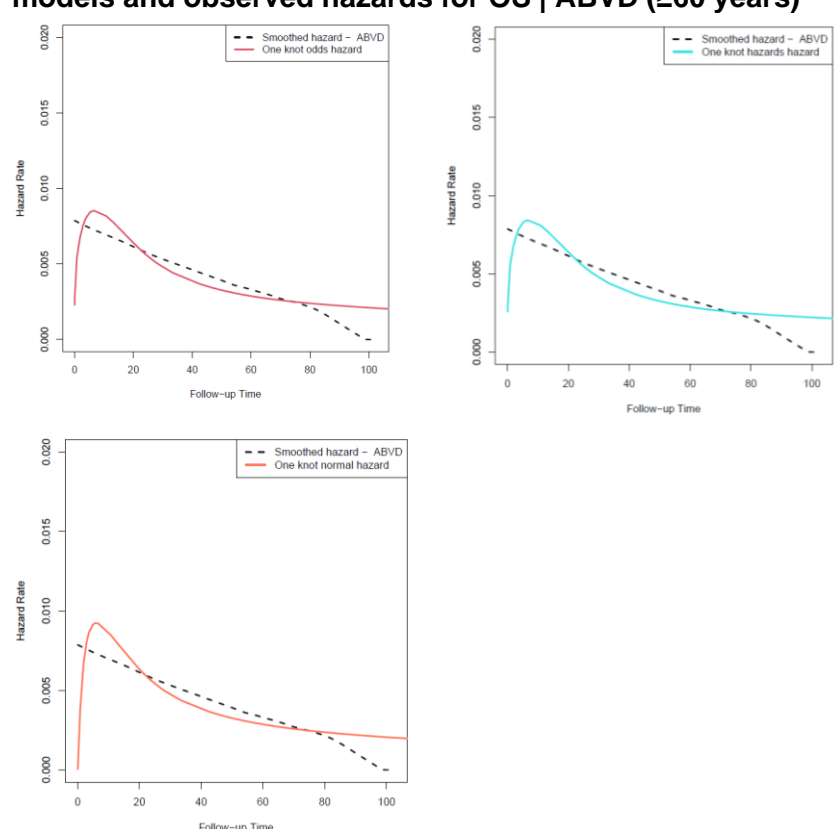 models and observed hazards for OS | ABVD (≥60 years)
Smoothed hazard − ABVD
One knot odds hazard
Hazard Rate
0.020
0.015
0.010
0.005
0.000
0 20 40 60 80 100
Follow−up Time
Smoothed hazard − ABVD
One knot hazards hazard
Hazard Rate
0.020
0.015
0.010
0.005
0.000
0 20 40 60 80 100
Follow−up Time
Smoothed hazard − ABVD
One knot normal hazard
Hazard Rate
0.020
0.015
0.010
0.005
0.000
0 20 40 60 80 100
Follow−up Time